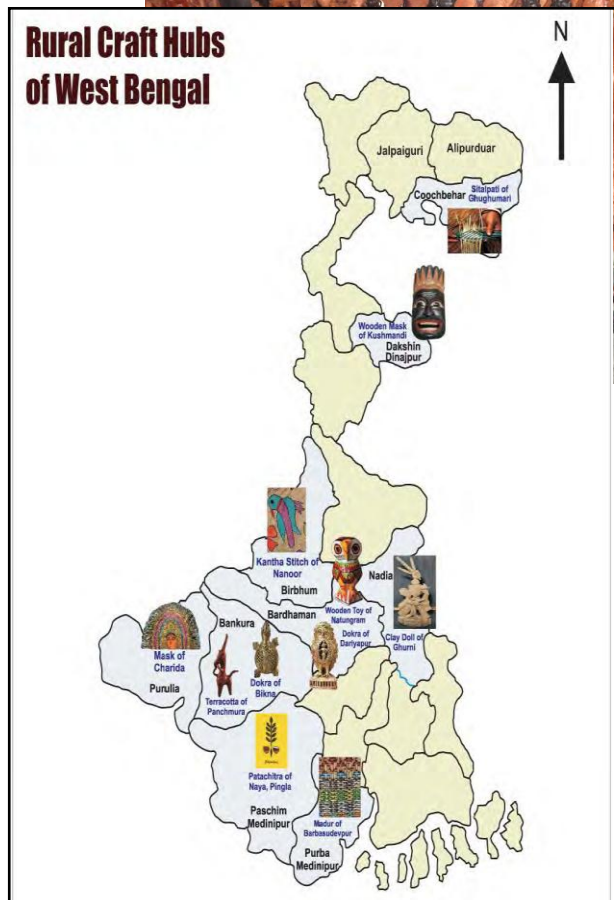 Rural Craft Hubs
of West Bengal
N
Jalpaiguri
Alipurduar
Coochbehar
Sitalpati of
Ghughumari
Wooden Mask
of Kushmandi
Dakshin
Dinajpur
Kantha Stitch of
Nanoor
Birbhum
Nadia
Wooden Toy of
Natungram
Bardhaman
Bankura
Dokra of
Dariyapur
Clay Doll of
Ghurni
Mask of
Charida
Purulia
Dokra of
Bikna
Terracotta of
Panchmura
Patachitra of
Naya, Pingla
Paschim
Medinipur
Madur of
Barbasudevpur
Purba
Medinipur